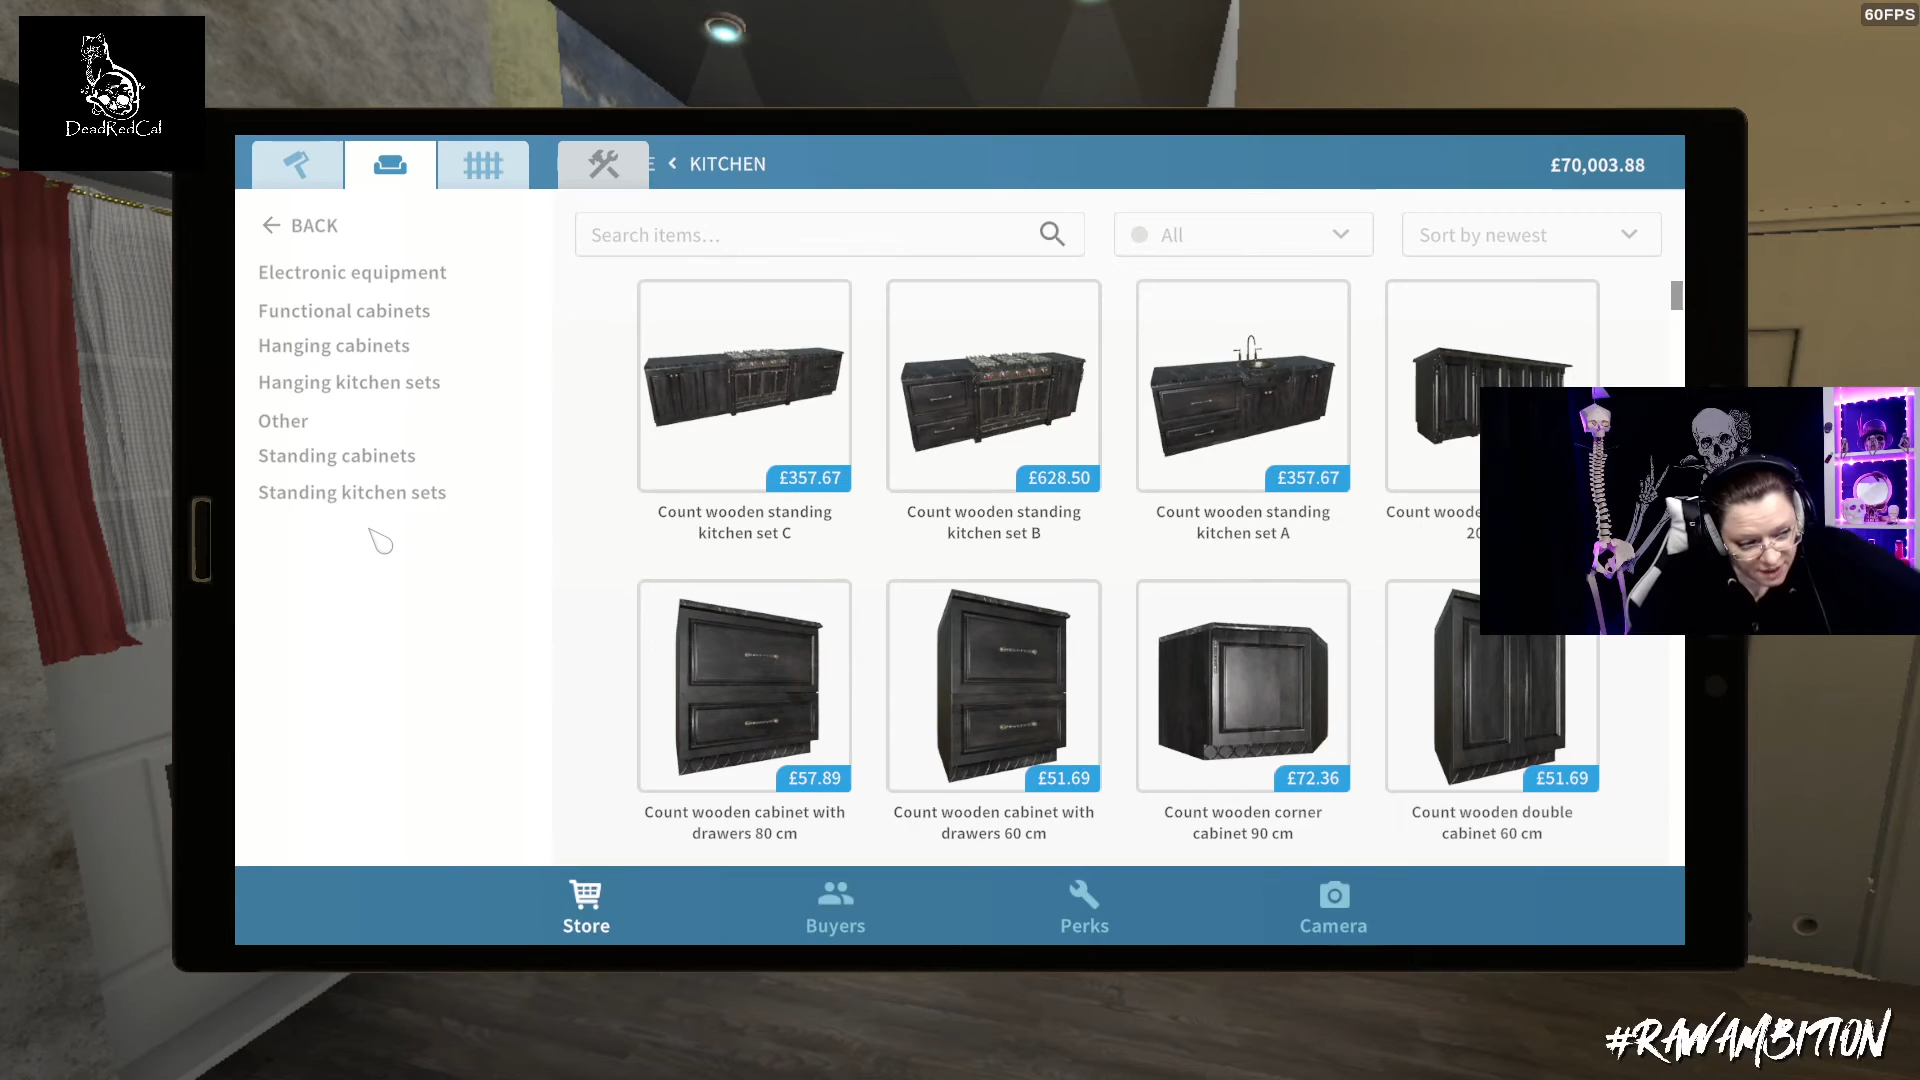 60FPS
DeadRedCal
E < KITCHEN
£70,003.88
BACK
Search items...
All
Sort by newest
Electronic equipment
Functional cabinets
Hanging cabinets
Hanging kitchen sets
Other
Standing cabinets
Standing kitchen sets
£357.67
£628.50
£357.67
Count wooden standing
kitchen set C
Count wooden standing
kitchen set B
Count wooden standing
kitchen set A
Count woode
20
£57.89
£51.69
£72.36
£51.69
Count wooden cabinet with
drawers 80 cm
Count wooden cabinet with
drawers 60 cm
Count wooden corner
cabinet 90 cm
Count wooden double
cabinet 60 cm
Store
Buyers
Perks
Camera
#RAWAMBITION